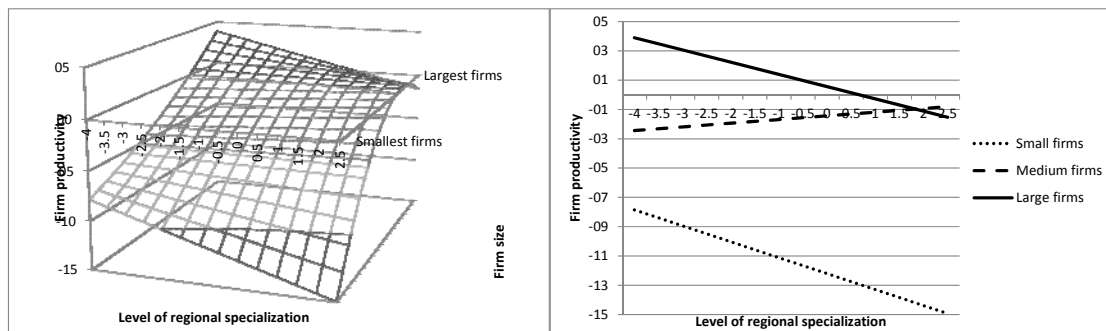 05
00
-05
-10
-15
Firm productivity
-4
-3.5
-3
-2.5
-2
-1.5
-1
-0.5
0
0.5
1
1.5
2
2.5
Largest firms
Smallest firms
Firm size
Level of regional specialization
05
03
01
-01
-03
-05
-07
-09
-11
-13
-15
Firm productivity
-4 -3.5 -3 -2.5 -2 -1.5 -1 -0.5 0 0.5 1 1.5 2 2.5
Small firms
Medium firms
Large firms
Level of regional specialization